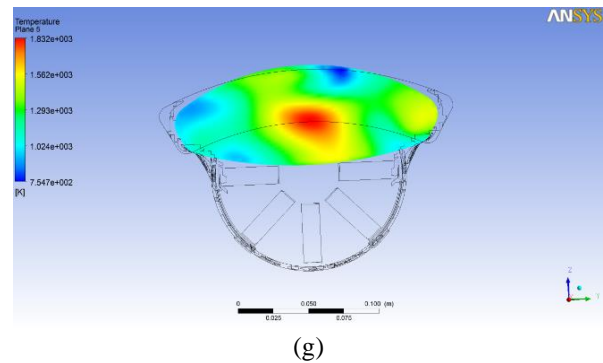 Temperature
Plane 5
ANSYS
1.832e+003
1.562e+003
1.293e+003
1.024e+003
7.547e+002
[K]
Z
Y
0 0.050 0.100 (m)
0.025 0.075
(g)